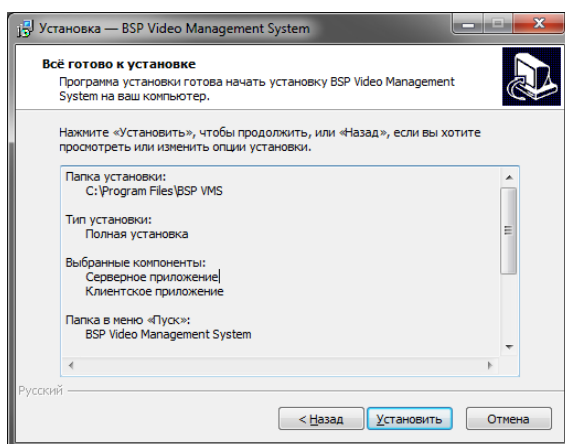 Установка — BSP Video Management System
Всё готово к установке
Программа установки готова начать установку BSP Video Management
System на ваш компьютер.
Нажмите «Установить», чтобы продолжить, или «Назад», если вы хотите
просмотреть или изменить опции установки.
Папка установки:
C:\Program Files\BSP VMS
Тип установки:
Полная установка
Выбранные компоненты:
Серверное приложение
Клиентское приложение
Папка в меню «Пуск»:
BSP Video Management System
Русский
< Назад
Установить
Отмена